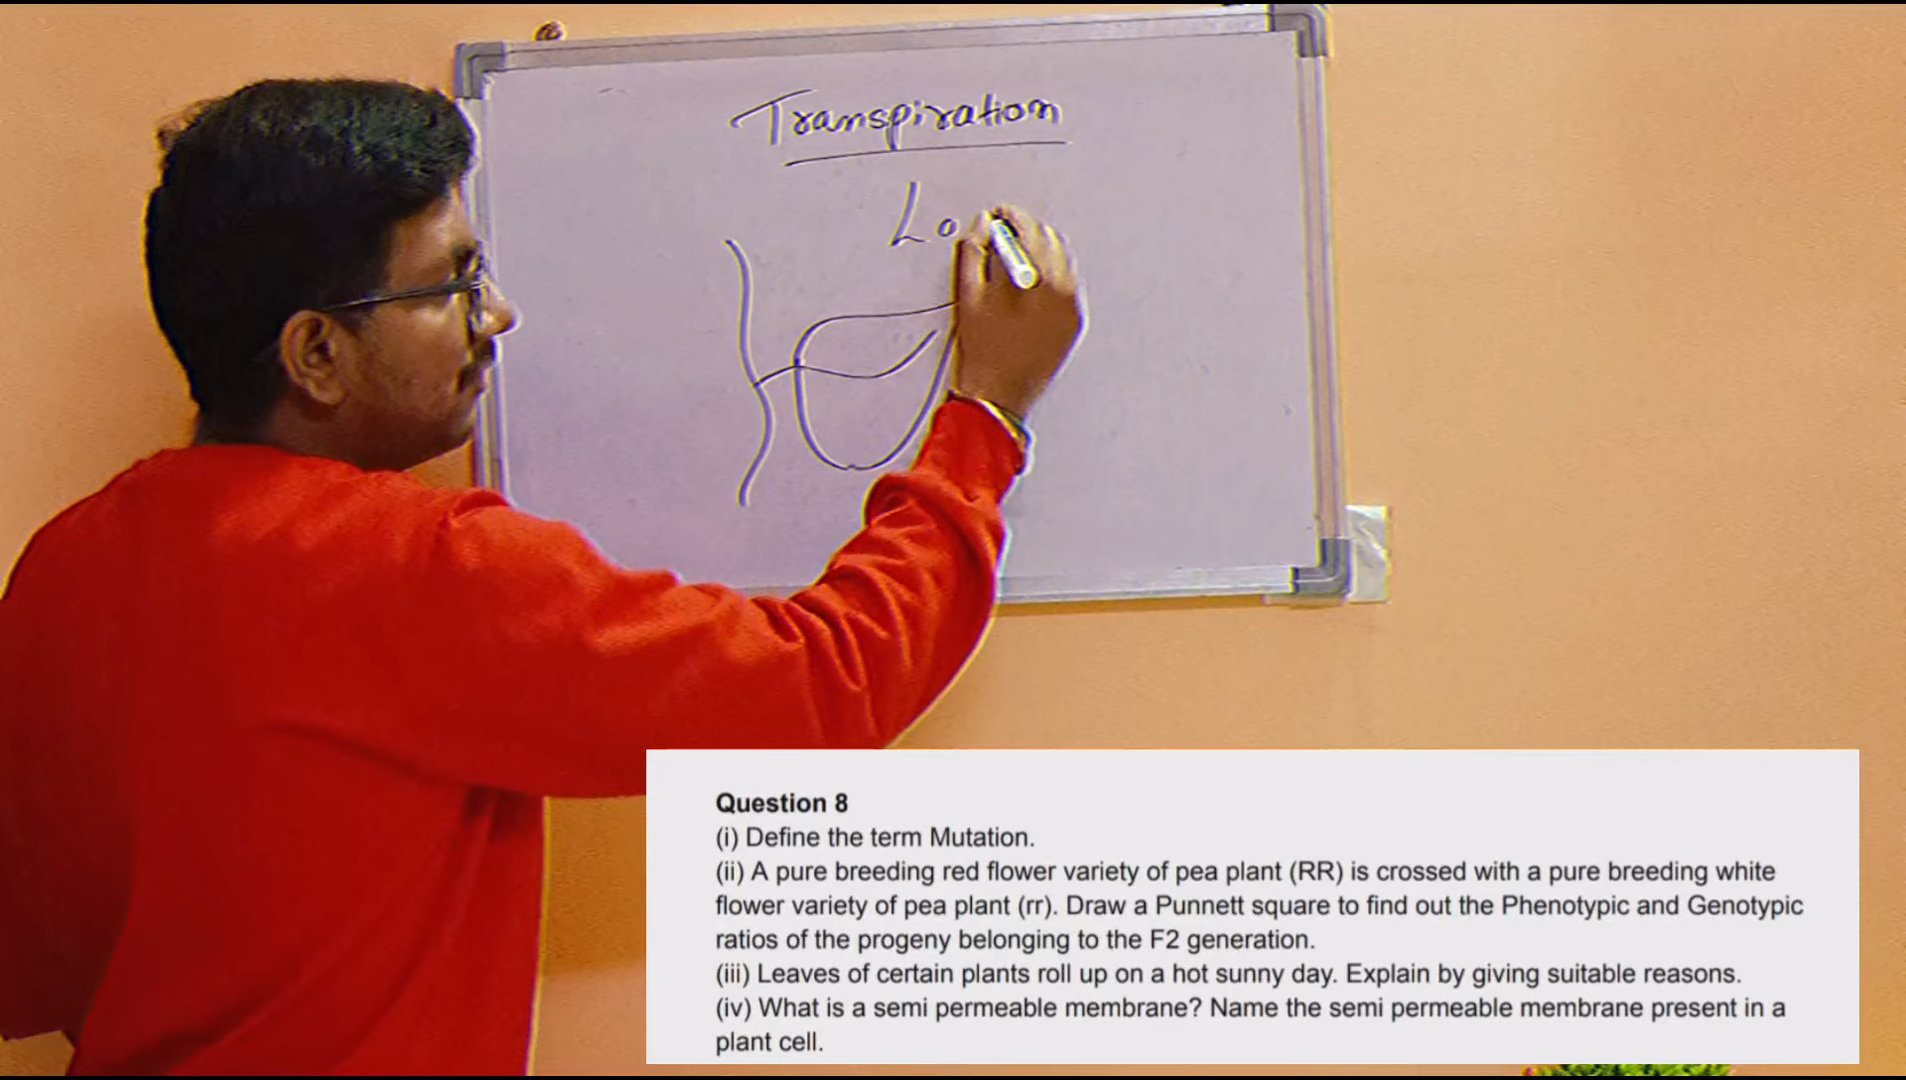 Transpiration
Lo
Question 8
(i) Define the term Mutation.
(ii) A pure breeding red flower variety of pea plant (RR) is crossed with a pure breeding white
flower variety of pea plant (rr). Draw a Punnett square to find out the Phenotypic and Genotypic
ratios of the progeny belonging to the F2 generation.
(iii) Leaves of certain plants roll up on a hot sunny day. Explain by giving suitable reasons.
(iv) What is a semi permeable membrane? Name the semi permeable membrane present in a
plant cell.